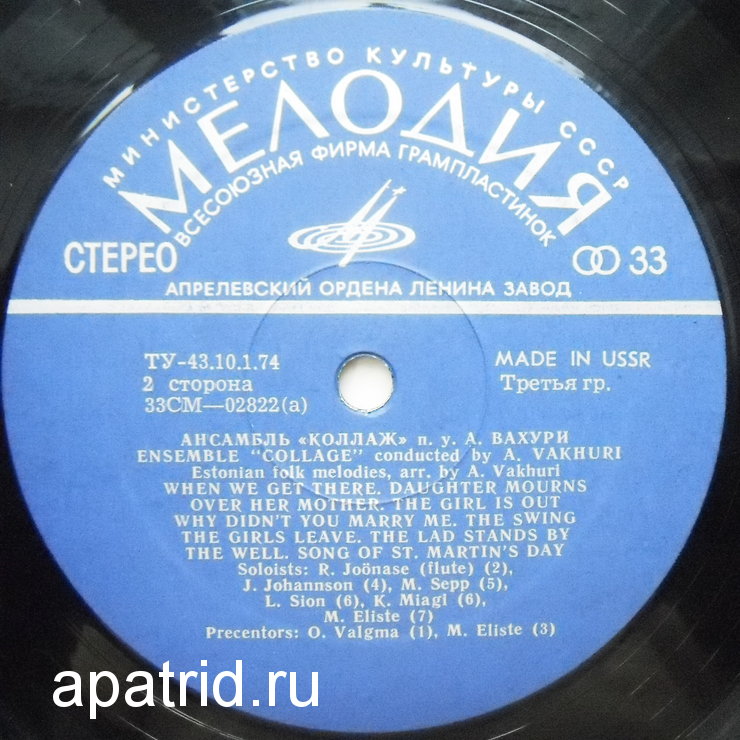 МИНИСТЕРСТВО КУЛЬТУРЫ СССР
МЕЛОДИЯ
ВСЕСОЮЗНАЯ ФИРМА ГРАМПЛАСТИНОК
СТЕРЕО 33
АПРЕЛЕВСКИЙ ОРДЕНА ЛЕНИНА ЗАВОД
ТУ-43.10.1.74 MADE IN USSR
2 сторона Третья гр.
33СМ—02822(а)
АНСАМБЛЬ «КОЛЛАЖ» п. у. А. ВАХУРИ
ENSEMBLE "COLLAGE" conducted by A. VAKHURI
Estonian folk melodies, arr. by A. Vakhuri
WHEN WE GET THERE. DAUGHTER MOURNS
OVER HER MOTHER. THE GIRL IS OUT
WHY DIDN'T YOU MARRY ME. THE SWING
THE GIRLS LEAVE. THE LAD STANDS BY
THE WELL. SONG OF ST. MARTIN'S DAY
Soloists: R. Joönase (flute) (2),
J. Johannson (4), M. Sepp (5),
L. Sion (6), K. Miagi (6),
M. Eliste (7)
Precentors: O. Valgma (1), M. Eliste (3)
apatrid.ru